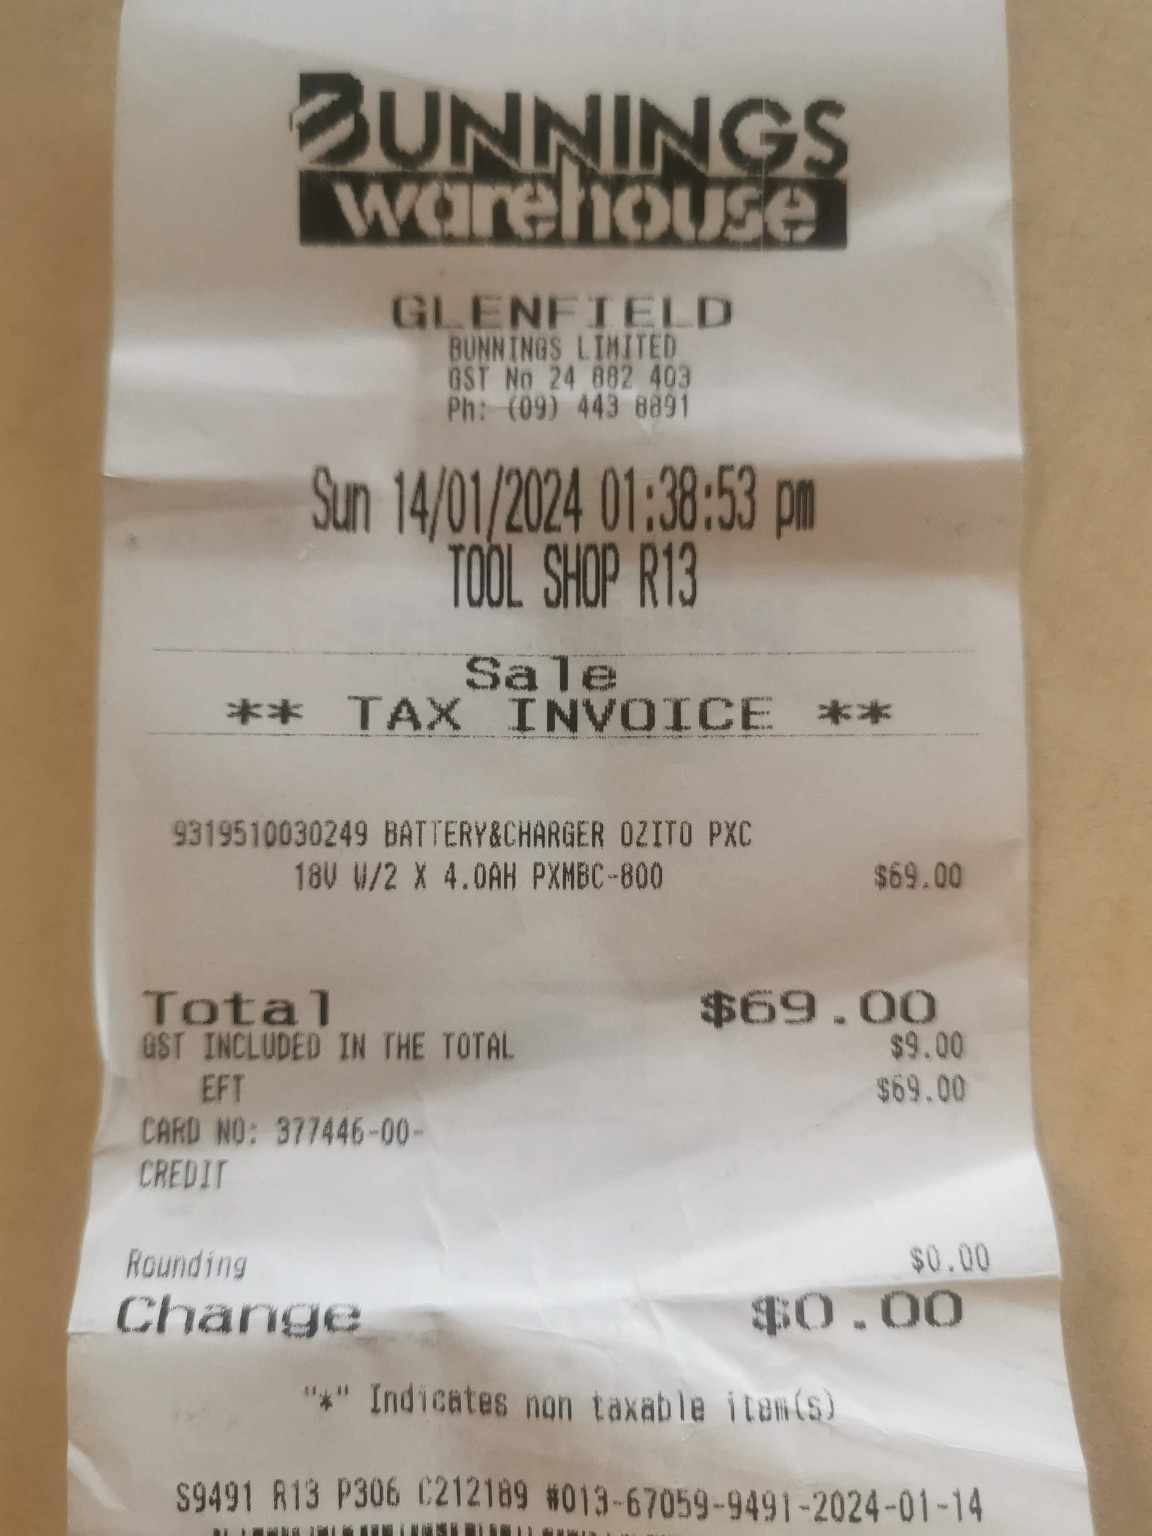 BUNNINGS
warehouse
GLENFIELD
BUNNINGS LIMITED
GST No 24 882 403
Ph: (09) 443 8891
Sun 14/01/2024 01:38:53 pm
TOOL SHOP R13
Sale
** TAX INVOICE **
9319510030249 BATTERY&CHARGER OZITO PXC
18V W/2 X 4.0AH PXMBC-800 $69.00
Total $69.00
GST INCLUDED IN THE TOTAL $9.00
EFT $69.00
CARD NO: 377446-00-
CREDIT
Rounding $0.00
Change $0.00
"*" Indicates non taxable item(s)
S9491 R13 P306 C212189 #013-67059-9491-2024-01-14